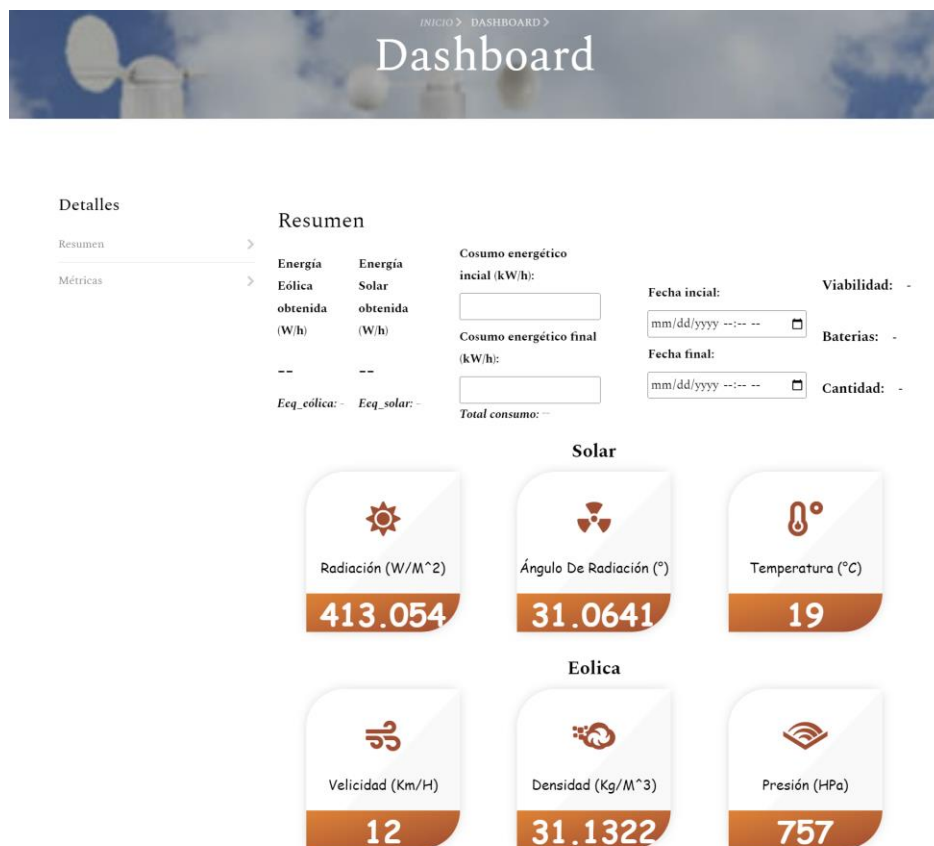 INICIO > DASHBOARD >
Dashboard
Detalles
Resumen
Métricas
Resumen
Energía
Eólica
obtenida
(W/h)
--
Eeq_eólica: -
Energía
Solar
obtenida
(W/h)
--
Eeq_solar: -
Cosumo energético
incial (kW/h):
Cosumo energético final
(kW/h):
Total consumo: --
Fecha incial:
mm/dd/yyyy --:-- --
Fecha final:
mm/dd/yyyy --:-- --
Viabilidad: -
Baterias: -
Cantidad: -
Solar
Radiación (W/M^2)
413.054
Ángulo De Radiación (°)
31.0641
Temperatura (°C)
19
Eolica
Velicidad (Km/H)
12
Densidad (Kg/M^3)
31.1322
Presión (HPa)
757